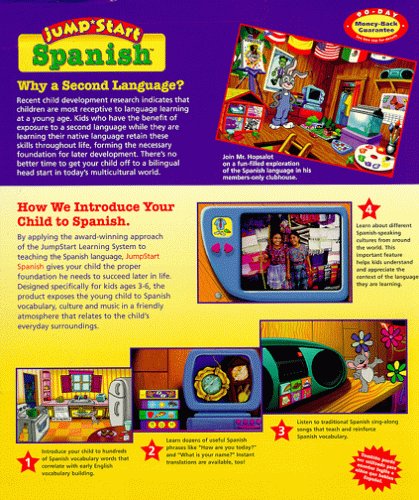 JumpStart
Spanish™
90-DAY
Money-Back
Guarantee
Why a Second Language?
Recent child development research indicates that
children are most receptive to language learning
at a young age. Kids who have the benefit of
exposure to a second language while they are
learning their native language retain these
skills throughout life, forming the necessary
foundation for later development. There's no
better time to get your child off to a bilingual
head start in today's multicultural world.
Join Mr. Hopsalot
on a fun-filled exploration
of the Spanish language in his
members-only clubhouse.
How We Introduce Your
Child to Spanish.
By applying the award-winning approach
of the JumpStart Learning System to
teaching the Spanish language, JumpStart
Spanish gives your child the proper
foundation he needs to succeed later in life.
Designed specifically for kids ages 3-6, the
product exposes the young child to Spanish
vocabulary, culture and music in a friendly
atmosphere that relates to the child's
everyday surroundings.
4
Learn about different
Spanish-speaking
cultures from
around the world.
This important
feature helps
kids understand
and appreciate the
context of the language
they are learning.
1
Introduce your child to hundreds
of Spanish vocabulary words that
correlate with early English
vocabulary building.
2
Learn dozens of useful Spanish
phrases like "How are you today?"
and "What is your name?" Instant
translations are available, too!
3
Listen to traditional Spanish sing-along
songs that teach and reinforce
Spanish vocabulary.